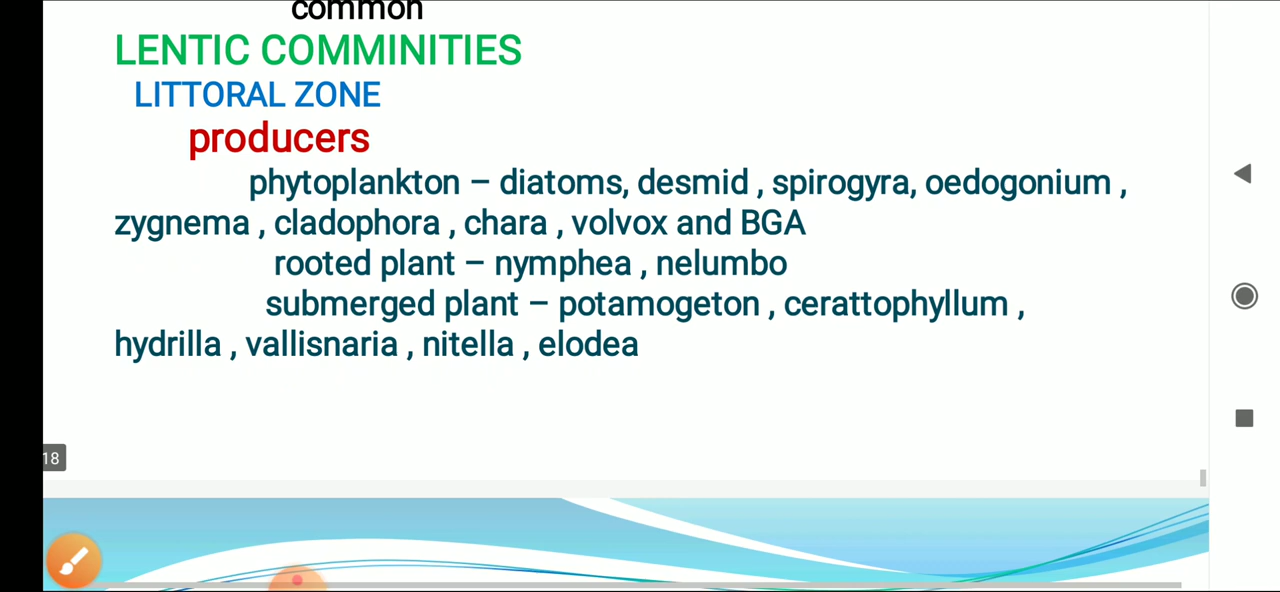 common
LENTIC COMMINITIES
LITTORAL ZONE
producers
phytoplankton – diatoms, desmid , spirogyra, oedogonium ,
zygnema , cladophora , chara , volvox and BGA
rooted plant – nymphea , nelumbo
submerged plant – potamogeton , cerattophyllum ,
hydrilla , vallisnaria , nitella , elodea
18